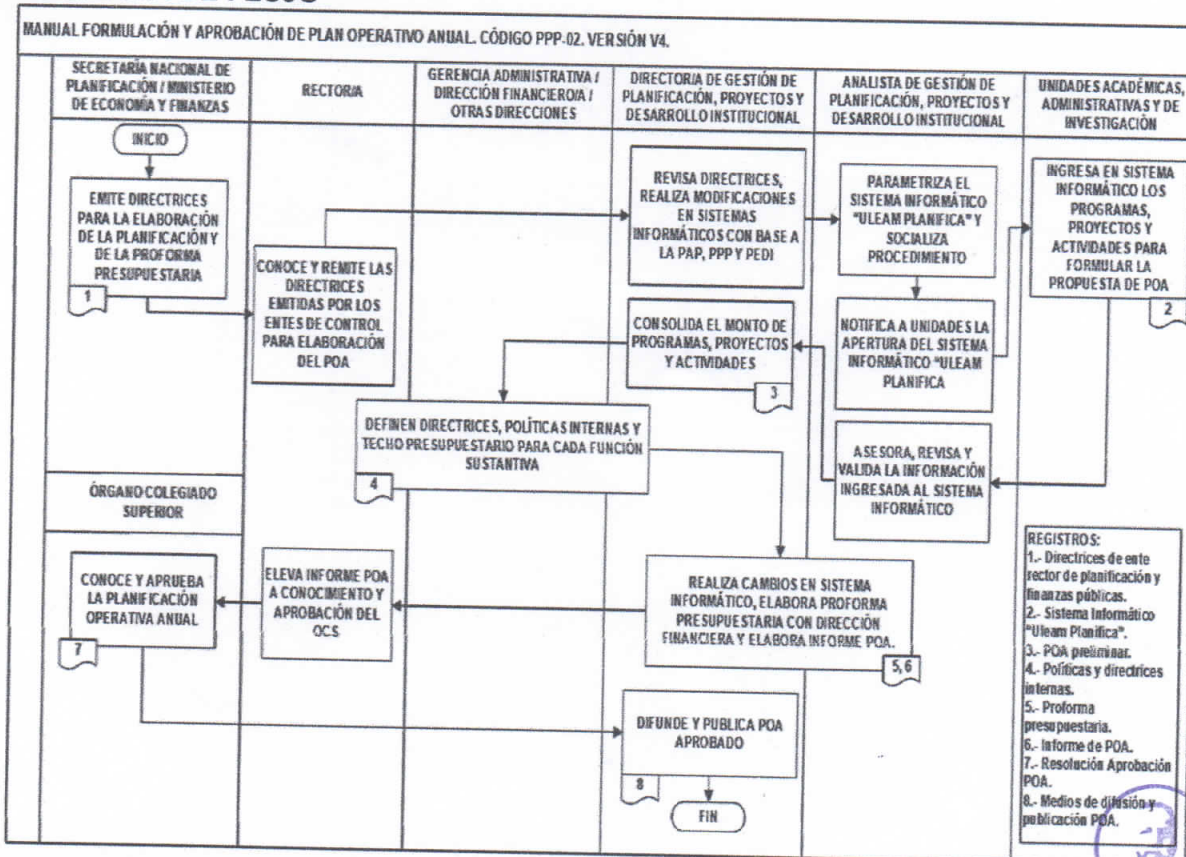 MANUAL FORMULACIÓN Y APROBACIÓN DE PLAN OPERATIVO ANUAL. CÓDIGO PPP-02. VERSIÓN V4.
SECRETARÍA NACIONAL DE
PLANIFICACIÓN / MINISTERIO
DE ECONOMÍA Y FINANZAS
RECTOR/A
GERENCIA ADMINISTRATIVA /
DIRECCIÓN FINANCIERO/A /
OTRAS DIRECCIONES
DIRECTOR/A DE GESTIÓN DE
PLANIFICACIÓN, PROYECTOS Y
DESARROLLO INSTITUCIONAL
ANALISTA DE GESTIÓN DE
PLANIFICACIÓN, PROYECTOS Y
DESARROLLO INSTITUCIONAL
UNIDADES ACADÉMICAS,
ADMINISTRATIVAS Y DE
INVESTIGACIÓN
INICIO
EMITE DIRECTRICES
PARA LA ELABORACIÓN
DE LA PLANIFICACIÓN Y
DE LA PROFORMA
PRESUPUESTARIA
1
CONOCE Y REMITE LAS
DIRECTRICES
EMITIDAS POR LOS
ENTES DE CONTROL
PARA ELABORACIÓN
DEL POA
REVISA DIRECTRICES,
REALIZA MODIFICACIONES
EN SISTEMAS
INFORMÁTICOS CON BASE A
LA PAP, PPP Y PEDI
PARAMETRIZA EL
SISTEMA INFORMÁTICO
"ULEAM PLANIFICA" Y
SOCIALIZA
PROCEDIMIENTO
INGRESA EN SISTEMA
INFORMÁTICO LOS
PROGRAMAS,
PROYECTOS Y
ACTIVIDADES PARA
FORMULAR LA
PROPUESTA DE POA
2
NOTIFICA A UNIDADES LA
APERTURA DEL SISTEMA
INFORMÁTICO "ULEAM
PLANIFICA
CONSOLIDA EL MONTO DE
PROGRAMAS, PROYECTOS
Y ACTIVIDADES
3
DEFINEN DIRECTRICES, POLÍTICAS INTERNAS Y
TECHO PRESUPUESTARIO PARA CADA FUNCIÓN
SUSTANTIVA
4
ASESORA, REVISA Y
VALIDA LA INFORMACIÓN
INGRESADA AL SISTEMA
INFORMÁTICO
ÓRGANO COLEGIADO
SUPERIOR
CONOCE Y APRUEBA
LA PLANIFICACIÓN
OPERATIVA ANUAL
7
ELEVA INFORME POA
A CONOCIMIENTO Y
APROBACIÓN DEL
OCS
REALIZA CAMBIOS EN SISTEMA
INFORMÁTICO, ELABORA PROFORMA
PRESUPUESTARIA CON DIRECCIÓN
FINANCIERA Y ELABORA INFORME POA.
5, 6
DIFUNDE Y PUBLICA POA
APROBADO
8
FIN
REGISTROS:
1.- Directrices de ente
rector de planificación y
finanzas públicas.
2.- Sistema Informático
"Uleam Planifica".
3.- POA preliminar.
4.- Políticas y directrices
internas.
5.- Proforma
presupuestaria.
6.- Informe de POA.
7.- Resolución Aprobación
POA.
8.- Medios de difusión y
publicación POA.